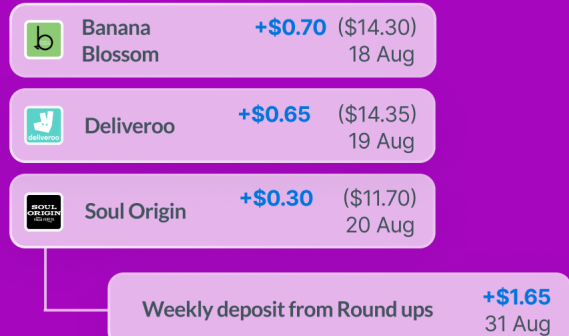 b
Banana
Blossom
+$0.70 ($14.30)
18 Aug
deliveroo
Deliveroo
+$0.65 ($14.35)
19 Aug
SOUL
ORIGIN
Soul Origin
+$0.30 ($11.70)
20 Aug
Weekly deposit from Round ups
+$1.65
31 Aug